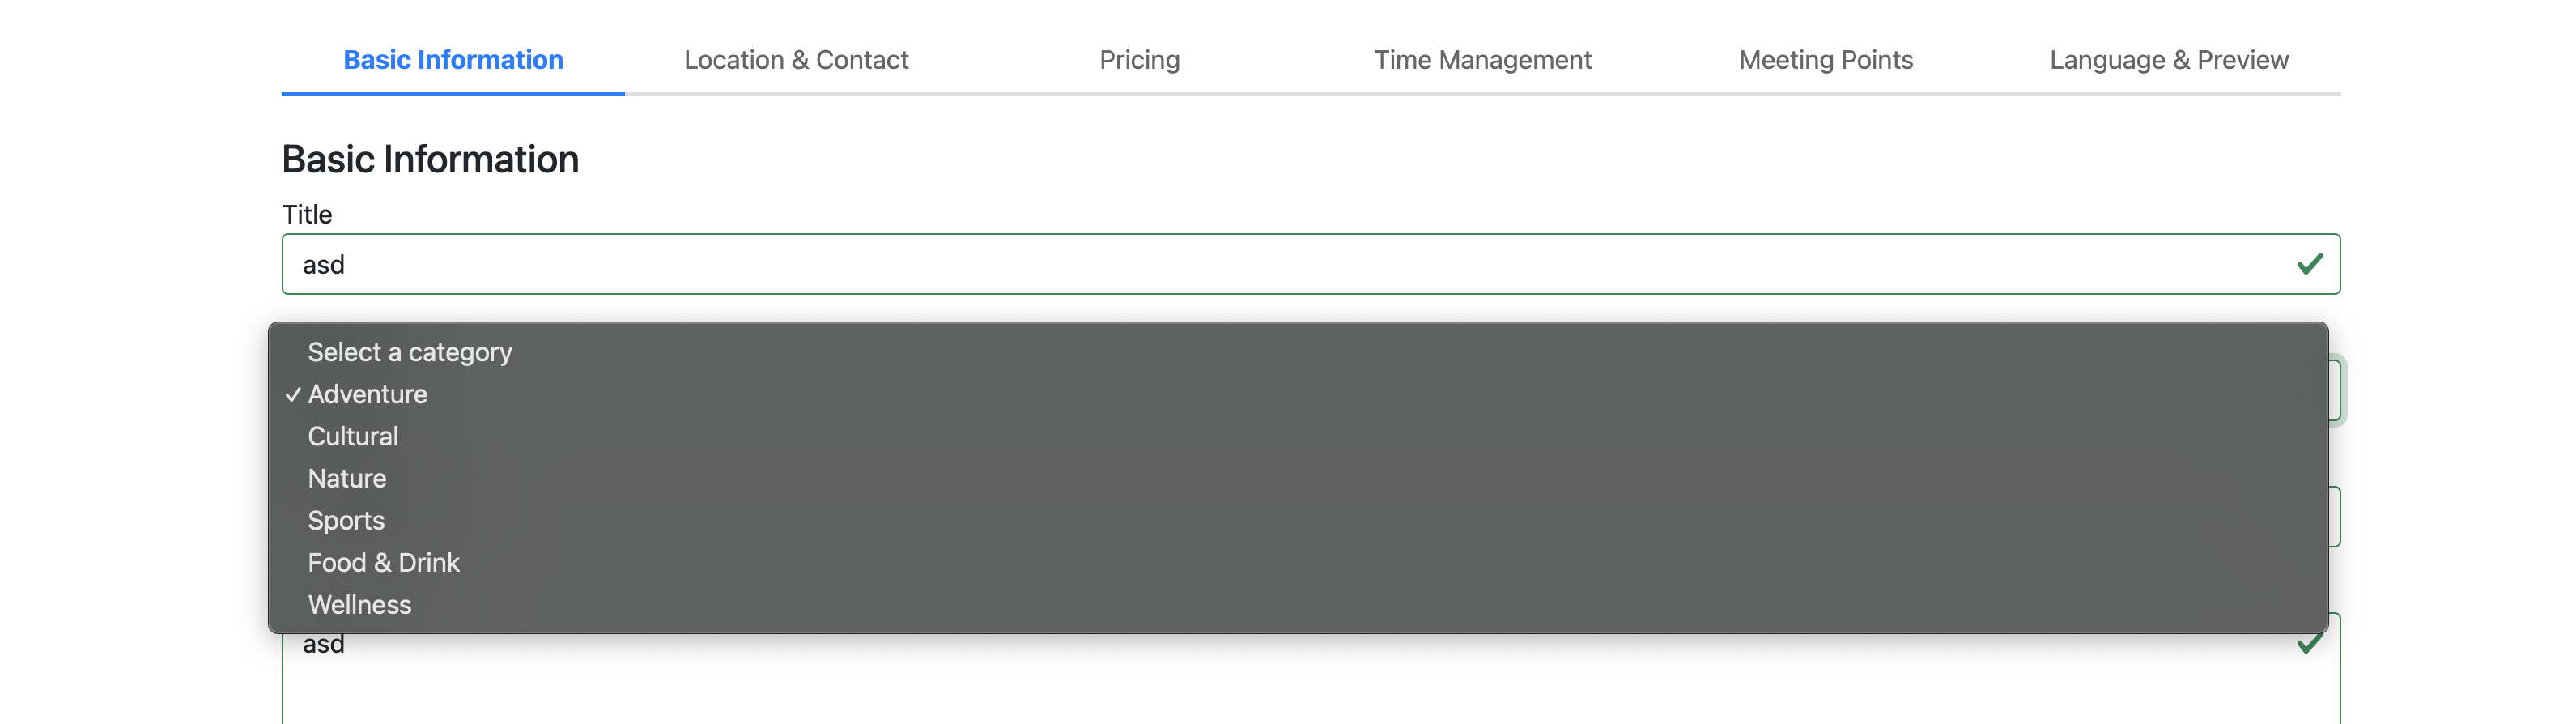 Basic Information Location & Contact Pricing Time Management Meeting Points Language & Preview
Basic Information
Title
asd
Select a category
Adventure
Cultural
Nature
Sports
Food & Drink
Wellness
asd